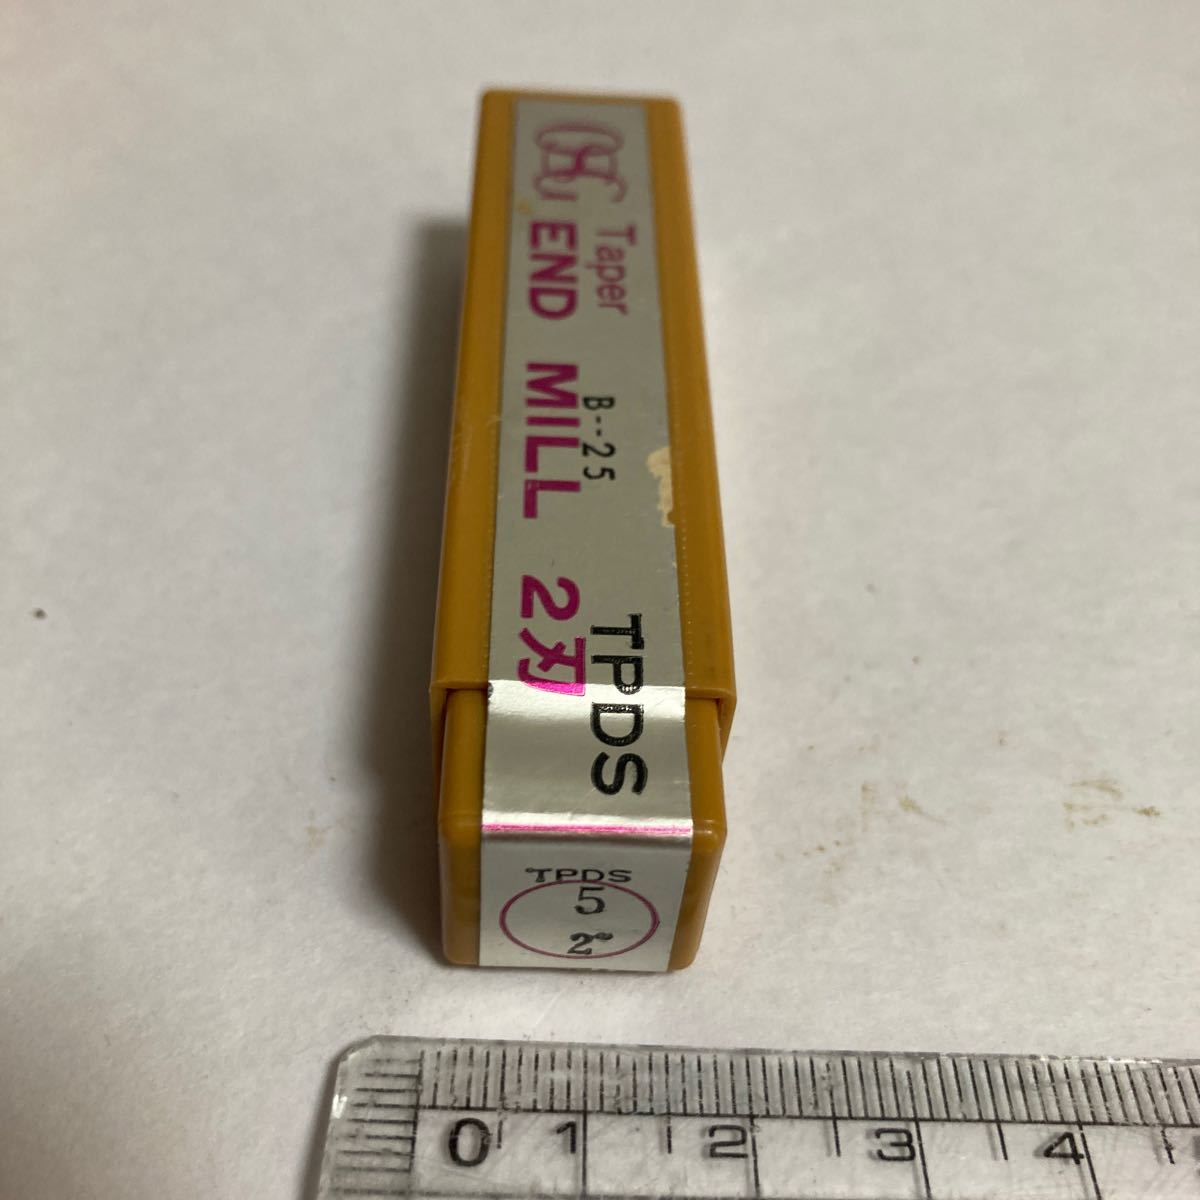 OSG
Taper
END MILL 2刃
B--25
TPDS
TPDS
5
2°
0 1 2 3 4